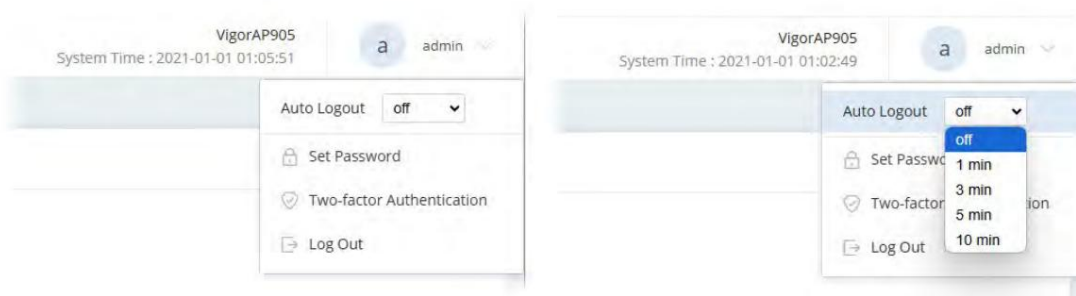 VigorAP905
System Time : 2021-01-01 01:05:51
a
admin
Auto Logout off
Set Password
Two-factor Authentication
Log Out
VigorAP905
System Time : 2021-01-01 01:02:49
a
admin
Auto Logout off
off
Set Passwo
1 min
3 min
Two-factor
tion
5 min
Log Out
10 min